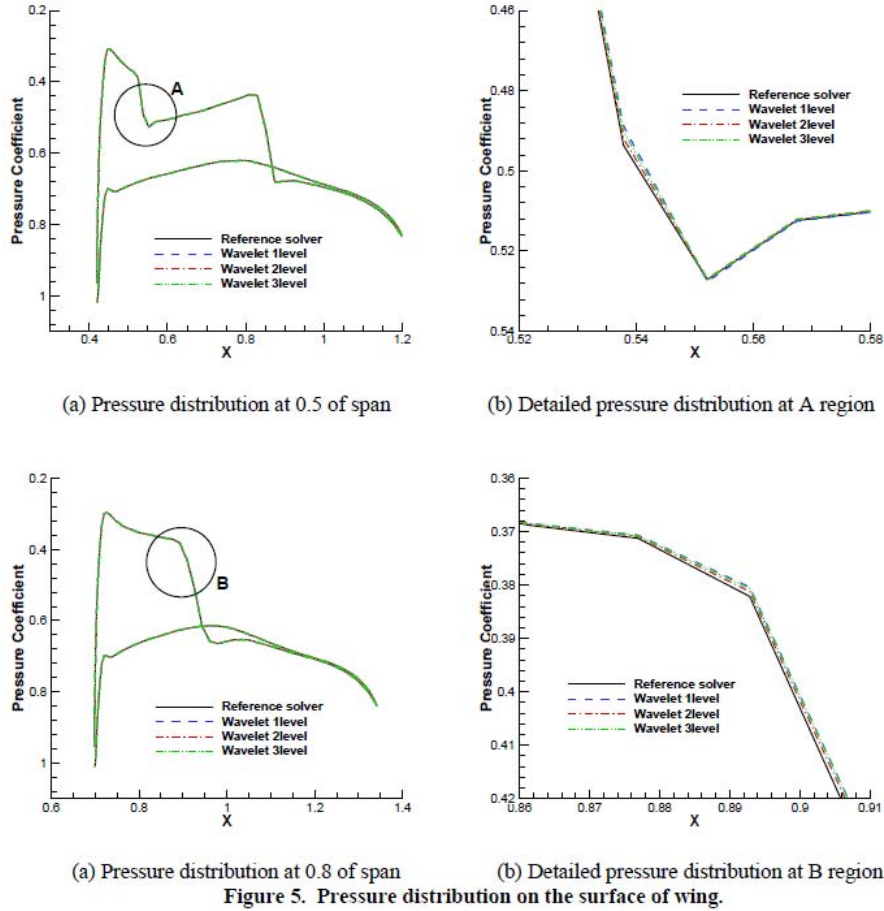 0.2
0.4
0.6
0.8
1
Pressure Coefficient
A
Reference solver
Wavelet 1level
Wavelet 2level
Wavelet 3level
0.4 0.6 0.8 1 1.2
X
(a) Pressure distribution at 0.5 of span
0.46
0.48
0.5
0.52
0.54
Pressure Coefficient
Reference solver
Wavelet 1level
Wavelet 2level
Wavelet 3level
0.52 0.54 0.56 0.58
X
(b) Detailed pressure distribution at A region
0.2
0.4
0.6
0.8
1
Pressure Coefficient
B
Reference solver
Wavelet 1level
Wavelet 2level
Wavelet 3level
0.6 0.8 1 1.2 1.4
X
(a) Pressure distribution at 0.8 of span
0.36
0.37
0.38
0.39
0.4
0.41
0.42
Pressure Coefficient
Reference solver
Wavelet 1level
Wavelet 2level
Wavelet 3level
0.86 0.87 0.88 0.89 0.9 0.91
X
(b) Detailed pressure distribution at B region
Figure 5. Pressure distribution on the surface of wing.